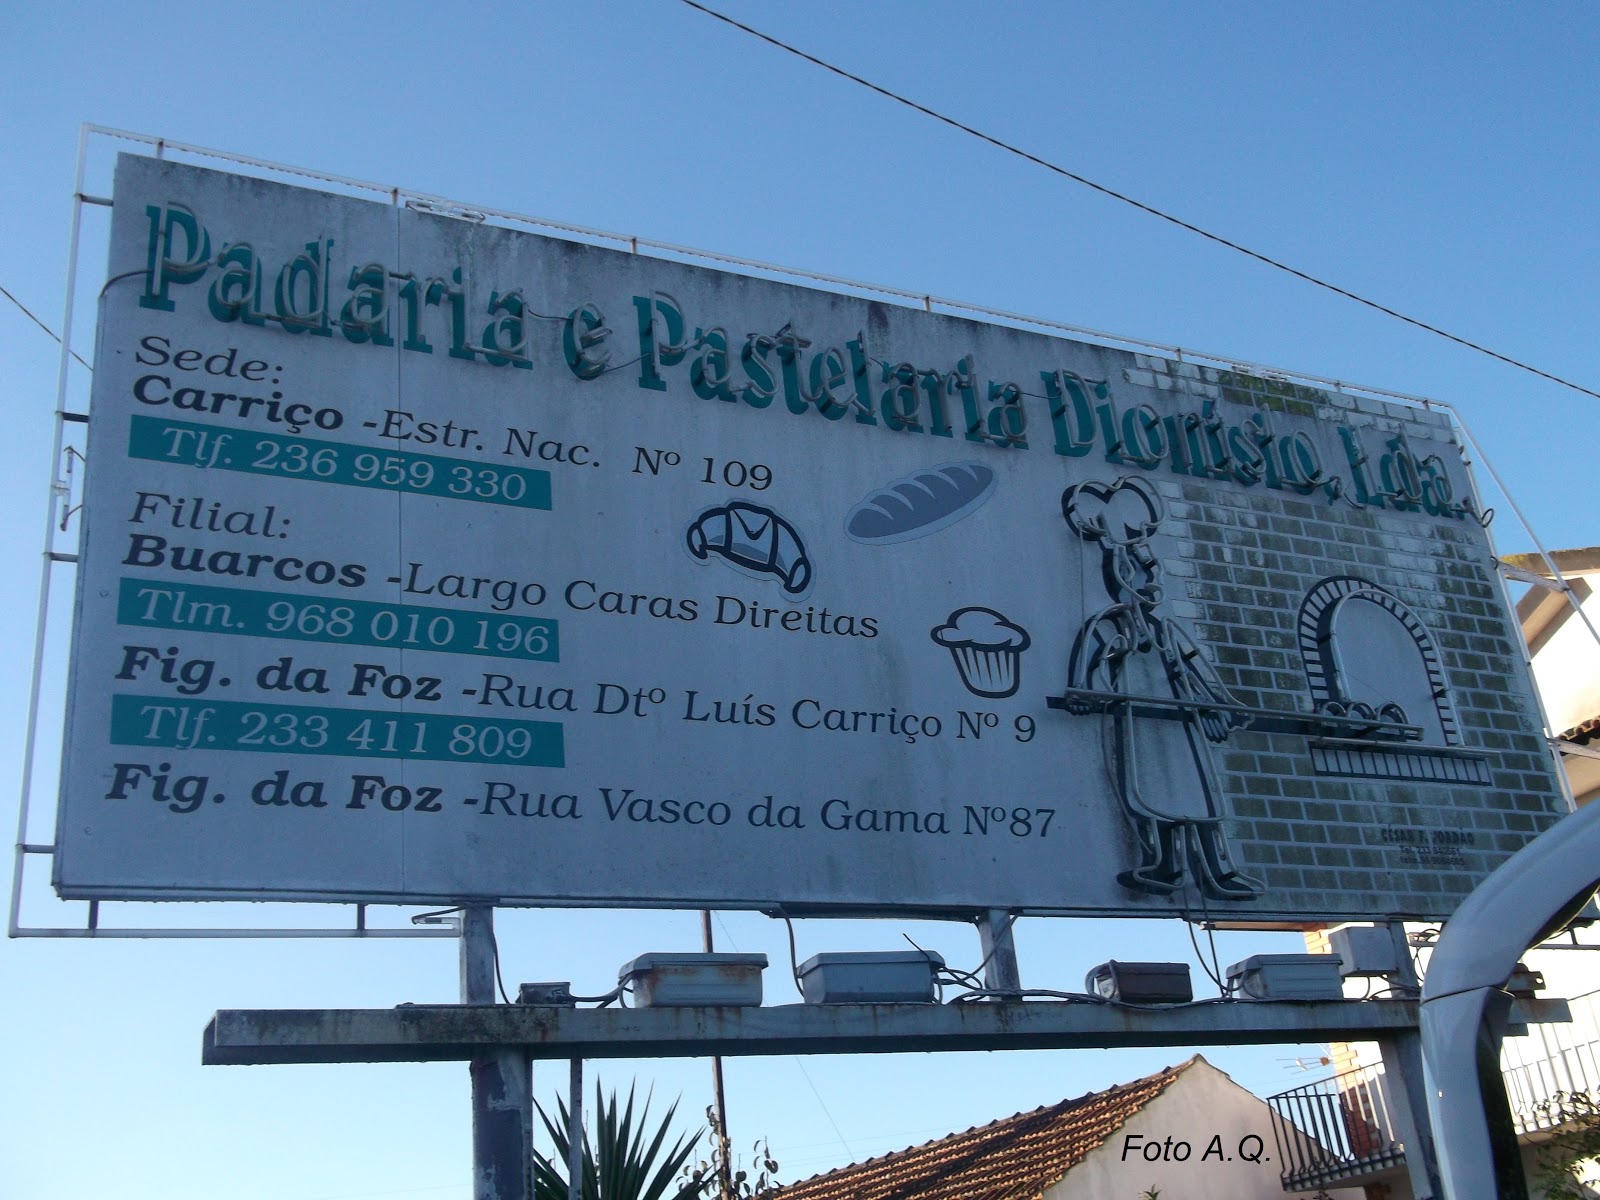 Padaria e Pastelaria Dionísio, Lda.
Sede:
Carriço -Estr. Nac. Nº 109
Tlf. 236 959 330
Filial:
Buarcos -Largo Caras Direitas
Tlm. 968 010 196
Fig. da Foz -Rua Dtº Luís Carriço Nº 9
Tlf. 233 411 809
Fig. da Foz -Rua Vasco da Gama Nº87
CÉSAR F. JORDÃO
Foto A.Q.